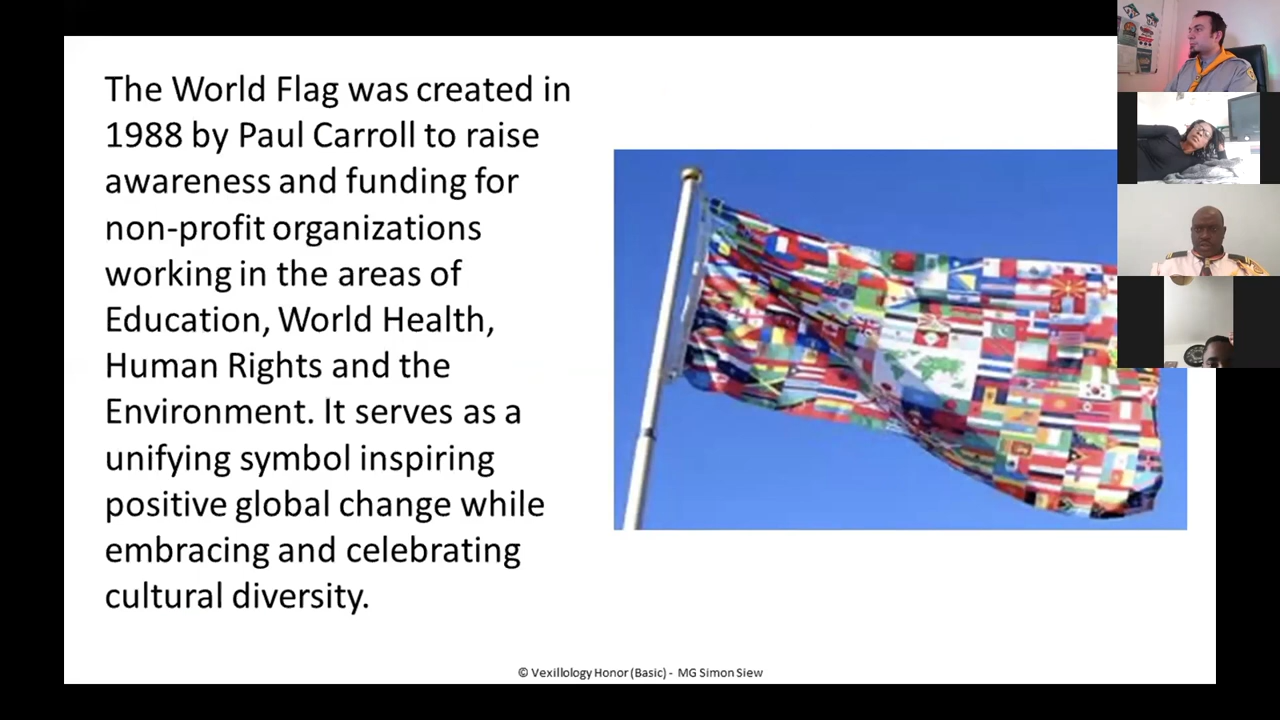 The World Flag was created in
1988 by Paul Carroll to raise
awareness and funding for
non-profit organizations
working in the areas of
Education, World Health,
Human Rights and the
Environment. It serves as a
unifying symbol inspiring
positive global change while
embracing and celebrating
cultural diversity.
© Vexillology Honor (Basic) - MG Simon Siew